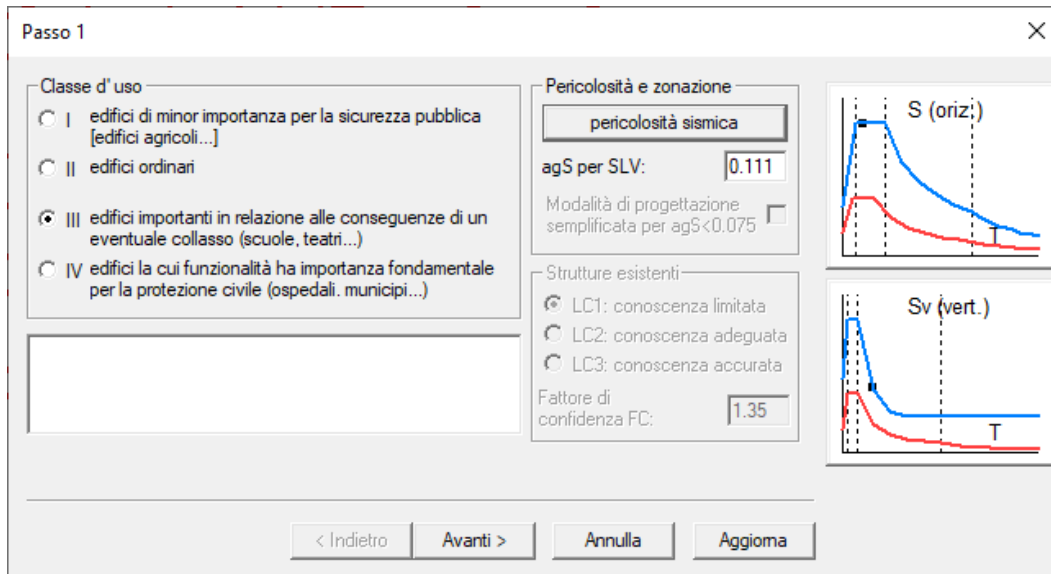 Passo 1
Classe d' uso
I edifici di minor importanza per la sicurezza pubblica
[edifici agricoli...]
II edifici ordinari
III edifici importanti in relazione alle conseguenze di un
eventuale collasso (scuole, teatri...)
IV edifici la cui funzionalità ha importanza fondamentale
per la protezione civile (ospedali. municipi...)
Pericolosità e zonazione
pericolosità sismica
agS per SLV: 0.111
Modalità di progettazione
semplificata per agS<0.075
Strutture esistenti
LC1: conoscenza limitata
LC2: conoscenza adeguata
LC3: conoscenza accurata
Fattore di
confidenza FC: 1.35
S (oriz.)
T
Sv (vert.)
T
< Indietro
Avanti >
Annulla
Aggiorna